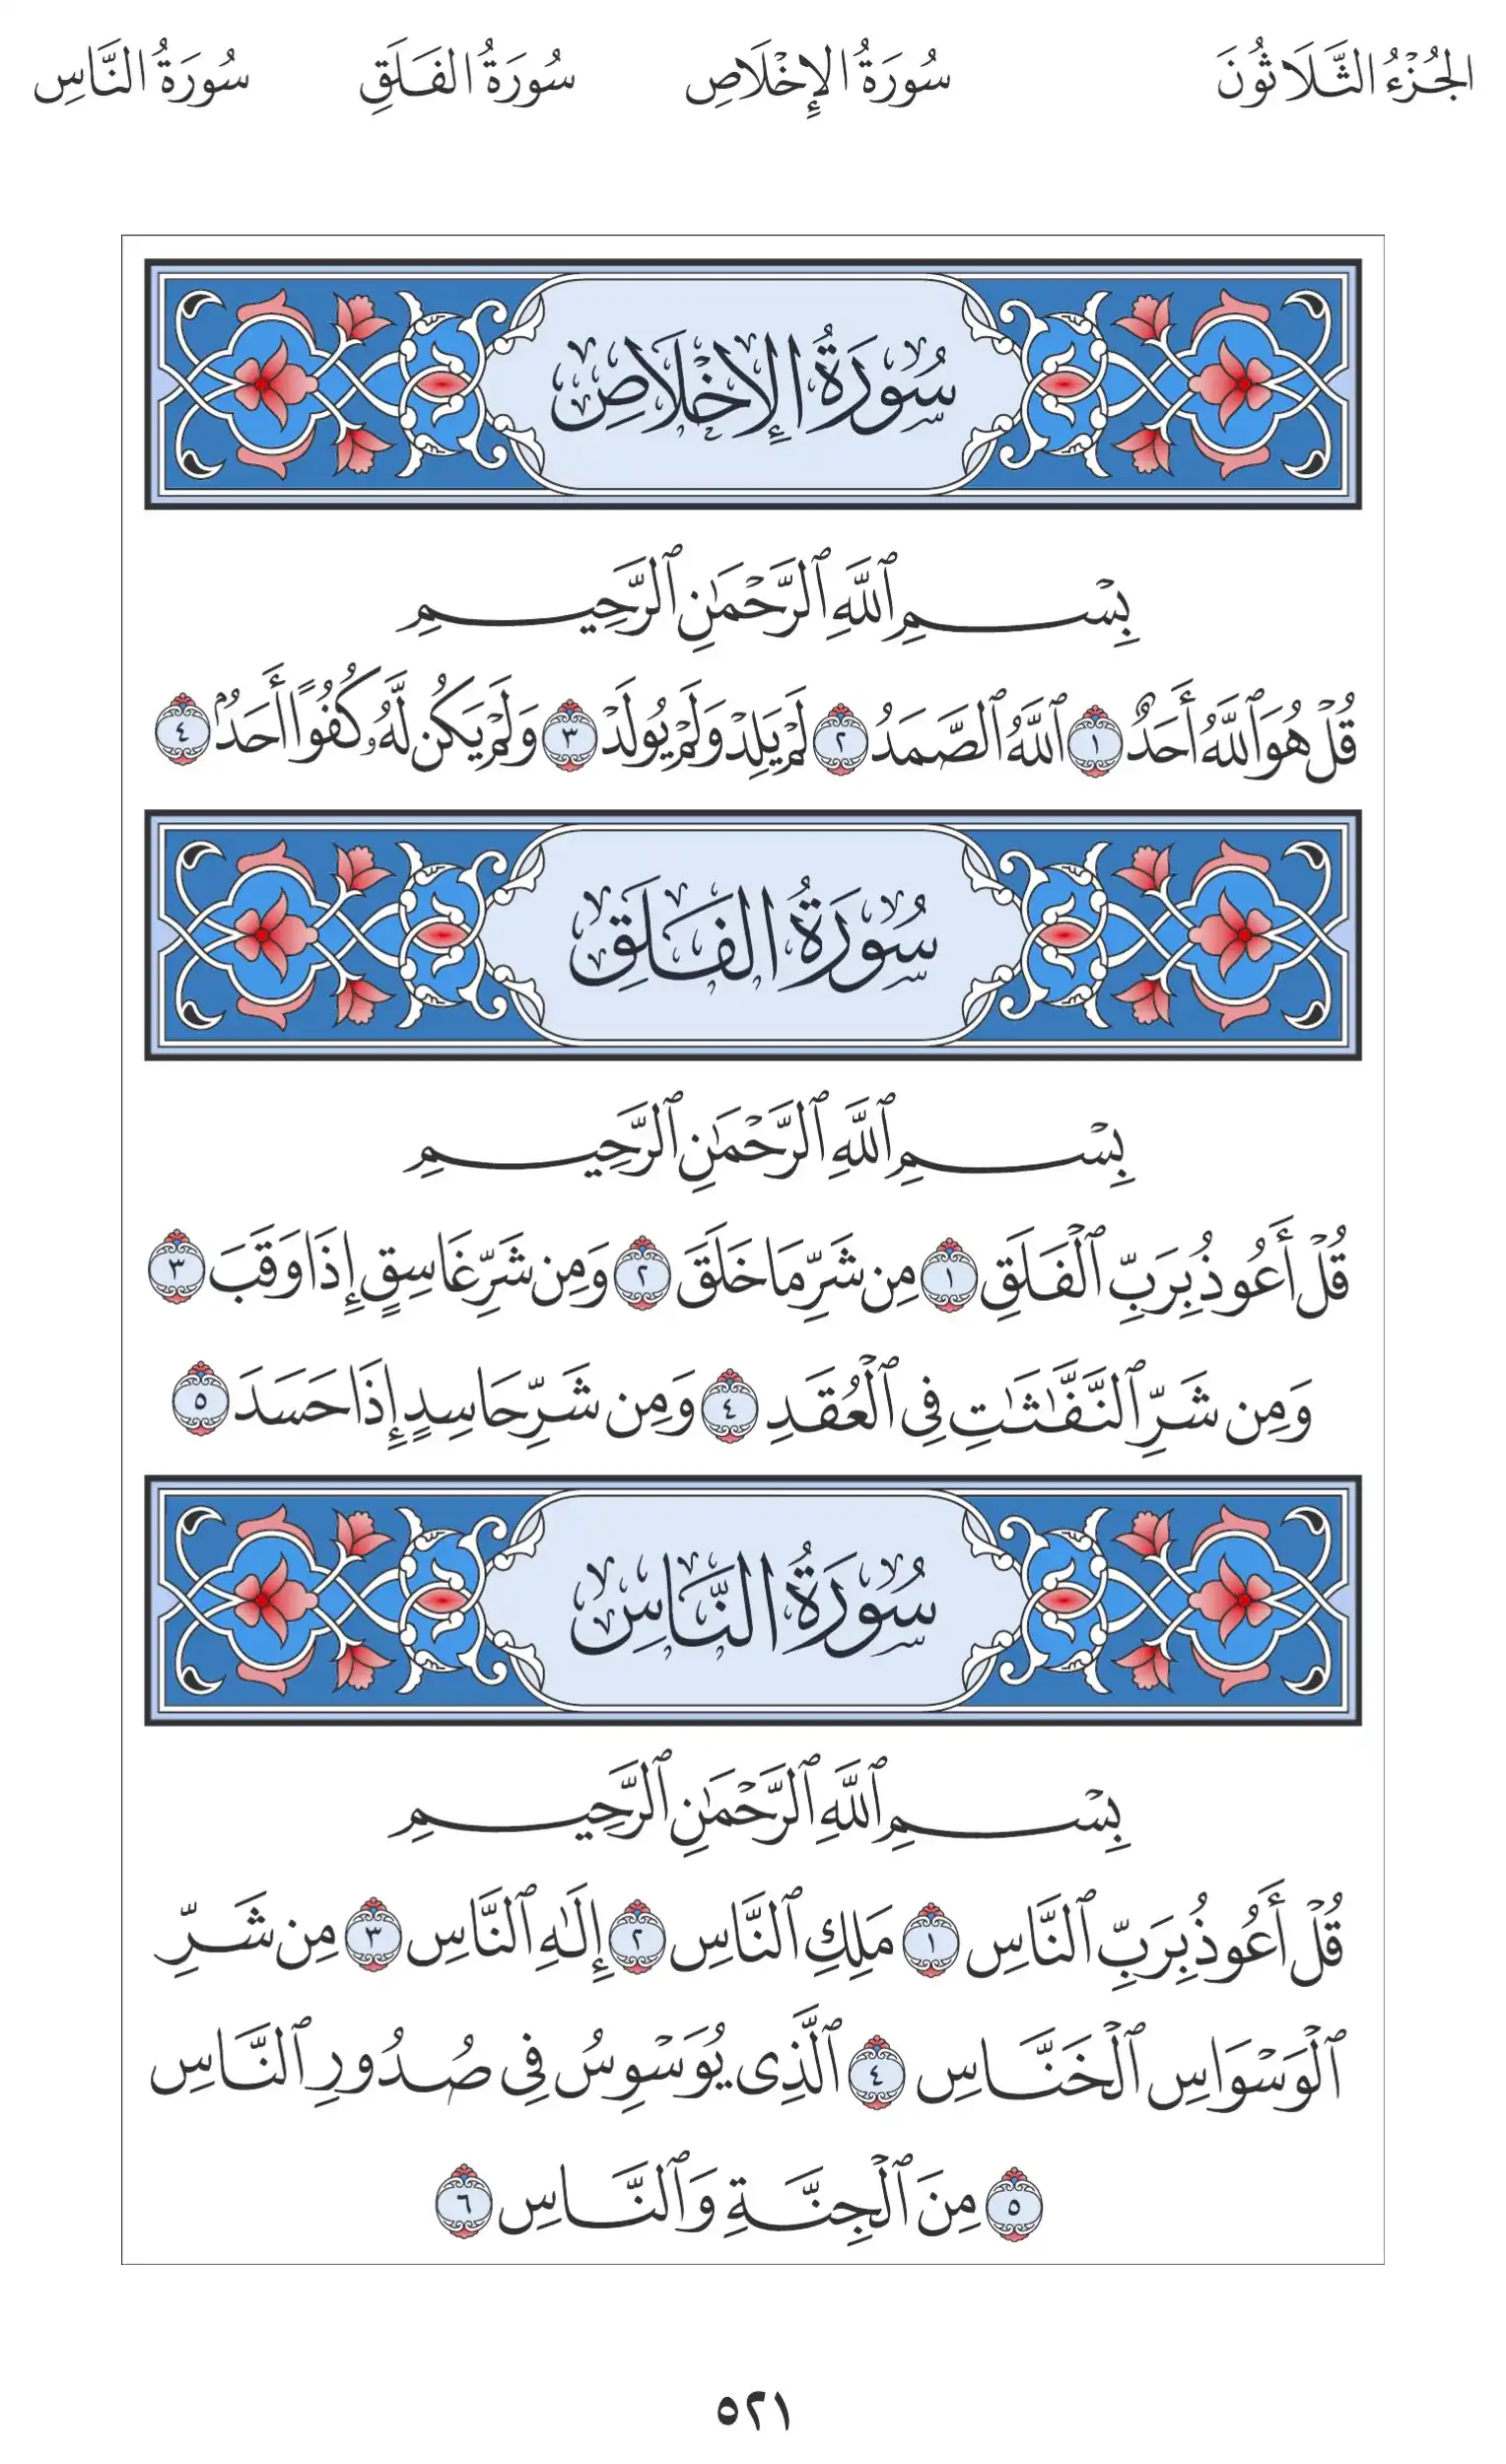 الجُزْءُ الثَّلَاثُونَ سُورَةُ الإِخْلَاصِ سُورَةُ الفَلَقِ سُورَةُ النَّاسِ
سُورَةُ الإِخْلَاصِ
بِسْمِ ٱللَّهِ ٱلرَّحْمَٰنِ ٱلرَّحِيمِ
قُلْ هُوَ ٱللَّهُ أَحَدٌ ١ ٱللَّهُ ٱلصَّمَدُ ٢ لَمْ يَلِدْ وَلَمْ يُولَدْ ٣ وَلَمْ يَكُن لَّهُۥ كُفُوًا أَحَدٌۢ ٤
سُورَةُ الفَلَقِ
بِسْمِ ٱللَّهِ ٱلرَّحْمَٰنِ ٱلرَّحِيمِ
قُلْ أَعُوذُ بِرَبِّ ٱلْفَلَقِ ١ مِن شَرِّ مَا خَلَقَ ٢ وَمِن شَرِّ غَاسِقٍ إِذَا وَقَبَ ٣
وَمِن شَرِّ ٱلنَّفَّٰثَٰتِ فِى ٱلْعُقَدِ ٤ وَمِن شَرِّ حَاسِدٍ إِذَا حَسَدَ ٥
سُورَةُ النَّاسِ
بِسْمِ ٱللَّهِ ٱلرَّحْمَٰنِ ٱلرَّحِيمِ
قُلْ أَعُوذُ بِرَبِّ ٱلنَّاسِ ١ مَلِكِ ٱلنَّاسِ ٢ إِلَٰهِ ٱلنَّاسِ ٣ مِن شَرِّ
ٱلْوَسْوَاسِ ٱلْخَنَّاسِ ٤ ٱلَّذِى يُوَسْوِسُ فِى صُدُورِ ٱلنَّاسِ
٥ مِنَ ٱلْجِنَّةِ وَٱلنَّاسِ ٦
٥٢١